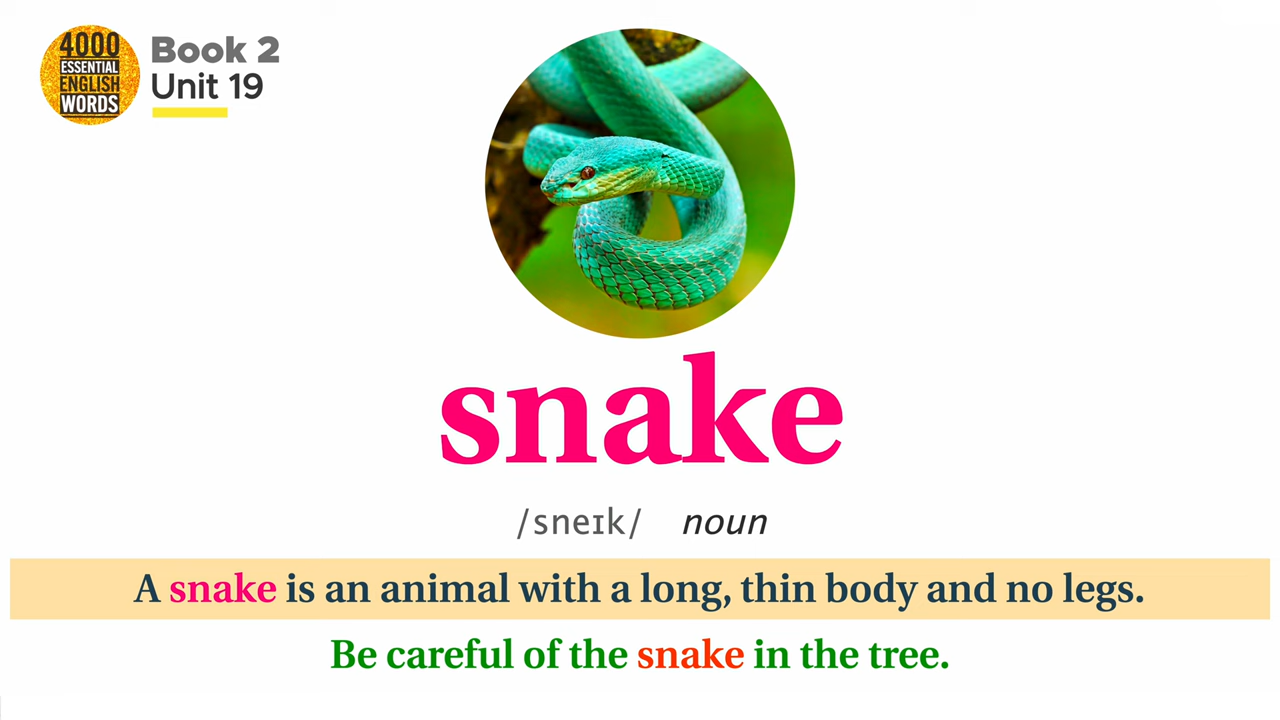 4000
ESSENTIAL
ENGLISH
WORDS
Book 2
Unit 19
snake
/sneɪk/ noun
A snake is an animal with a long, thin body and no legs.
Be careful of the snake in the tree.